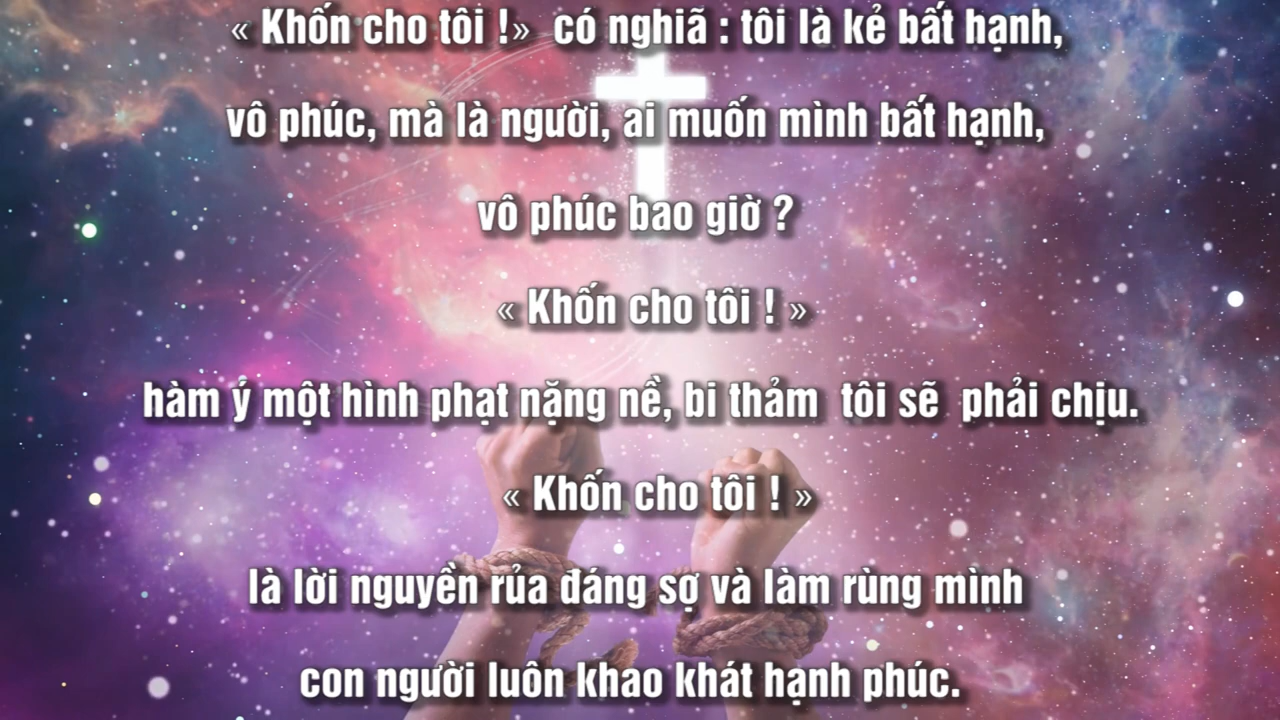 « Khốn cho tôi !» có nghiã : tôi là kẻ bất hạnh,
vô phúc, mà là người, ai muốn mình bất hạnh,
vô phúc bao giờ ?
« Khốn cho tôi ! »
hàm ý một hình phạt nặng nề, bi thảm tôi sẽ phải chịu.
« Khốn cho tôi ! »
là lời nguyền rủa đáng sợ và làm rùng mình
con người luôn khao khát hạnh phúc.